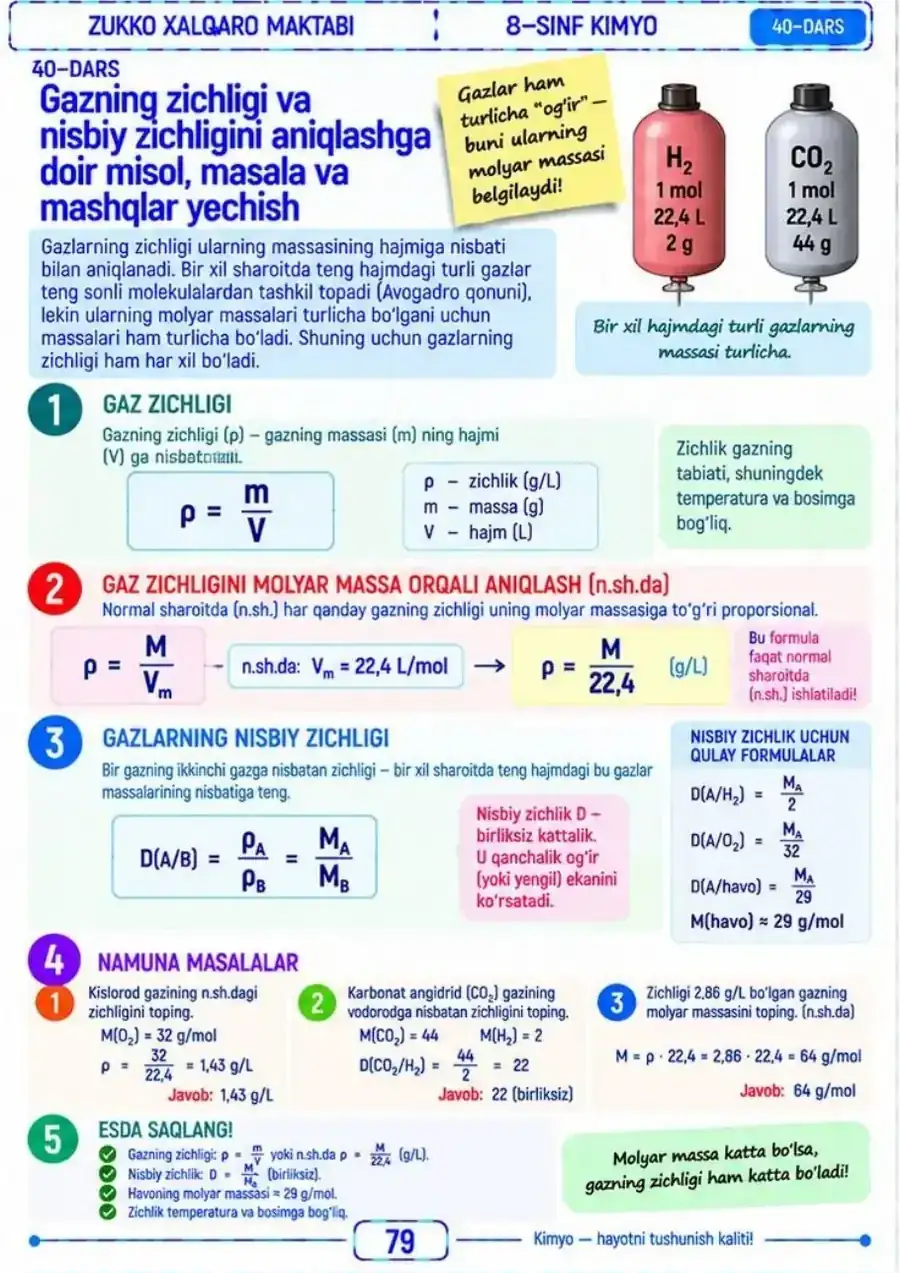 ZUKKO XALQARO MAKTABI
8-SINF KIMYO
40-DARS
40-DARS
Gazning zichligi va
nisbiy zichligini aniqlashga
doir misol, masala va
mashqlar yechish
Gazlar ham
turlicha “og‘ir” –
buni ularning
molyar massasi
belgilaydi!
H₂
1 mol
22,4 L
2 g
CO₂
1 mol
22,4 L
44 g
Gazlarning zichligi ularning massasining hajmiga nisbati
bilan aniqlanadi. Bir xil sharoitda teng hajmdagi turli gazlar
teng sonli molekulalardan tashkil topadi (Avogadro qonuni),
lekin ularning molyar massalari turlicha bo‘lgani uchun
massalari ham turlicha bo‘ladi. Shuning uchun gazlarning
zichligi ham har xil bo‘ladi.
Bir xil hajmdagi turli gazlarning
massasi turlicha.
1 GAZ ZICHLIGI
Gazning zichligi (ρ) – gazning massasi (m) ning hajmi
(V) ga
ρ = m/V
ρ – zichlik (g/L)
m – massa (g)
V – hajm (L)
Zichlik gazning
tabiati, shuningdek
temperatura va bosimga
bog‘liq.
2 GAZ ZICHLIGINI MOLYAR MASSA ORQALI ANIQLASH (n.sh.da)
Normal sharoitda (n.sh.) har qanday gazning zichligi uning molyar massasiga to‘g‘ri proporsional.
ρ = M/Vₘ – n.sh.da: Vₘ = 22,4 L/mol → ρ = M/22,4 (g/L)
Bu formula
faqat normal
sharoitda
(n.sh.) ishlatiladi!
3 GAZLARNING NISBIY ZICHLIGI
Bir gazning ikkinchi gazga nisbatan zichligi – bir xil sharoitda teng hajmdagi bu gazlar
massalarining nisbatiga teng.
D(A/B) = ρA/ρB = MA/MB
Nisbiy zichlik D –
birliksiz kattalik.
U qanchalik og‘ir
(yoki yengil) ekanini
ko‘rsatadi.
NISBIY ZICHLIK UCHUN
QULAY FORMULALAR
D(A/H₂) = MA/2
D(A/O₂) = MA/32
D(A/havo) = MA/29
M(havo) ≈ 29 g/mol
4 NAMUNA MASALALAR
1 Kislorod gazining n.sh.dagi
zichligini toping.
M(O₂) = 32 g/mol
ρ = 32/22,4 = 1,43 g/L
Javob: 1,43 g/L
2 Karbonat angidrid (CO₂) gazining
vodorodga nisbatan zichligini toping.
M(CO₂) = 44 M(H₂) = 2
D(CO₂/H₂) = 44/2 = 22
Javob: 22 (birliksiz)
3 Zichligi 2,86 g/L bo‘lgan gazning
molyar massasini toping. (n.sh.da)
M = ρ · 22,4 = 2,86 · 22,4 = 64 g/mol
Javob: 64 g/mol
5 ESDA SAQLANG!
Gazning zichligi: ρ = m/V yoki n.sh.da ρ = M/22,4 (g/L).
Nisbiy zichlik: D = (birliksiz).
Havoning molyar massasi ≈ 29 g/mol.
Zichlik temperatura va bosimga bog‘liq.
Molyar massa katta bo‘lsa,
gazning zichligi ham katta bo‘ladi!
79
Kimyo – hayotni tushunish kaliti!